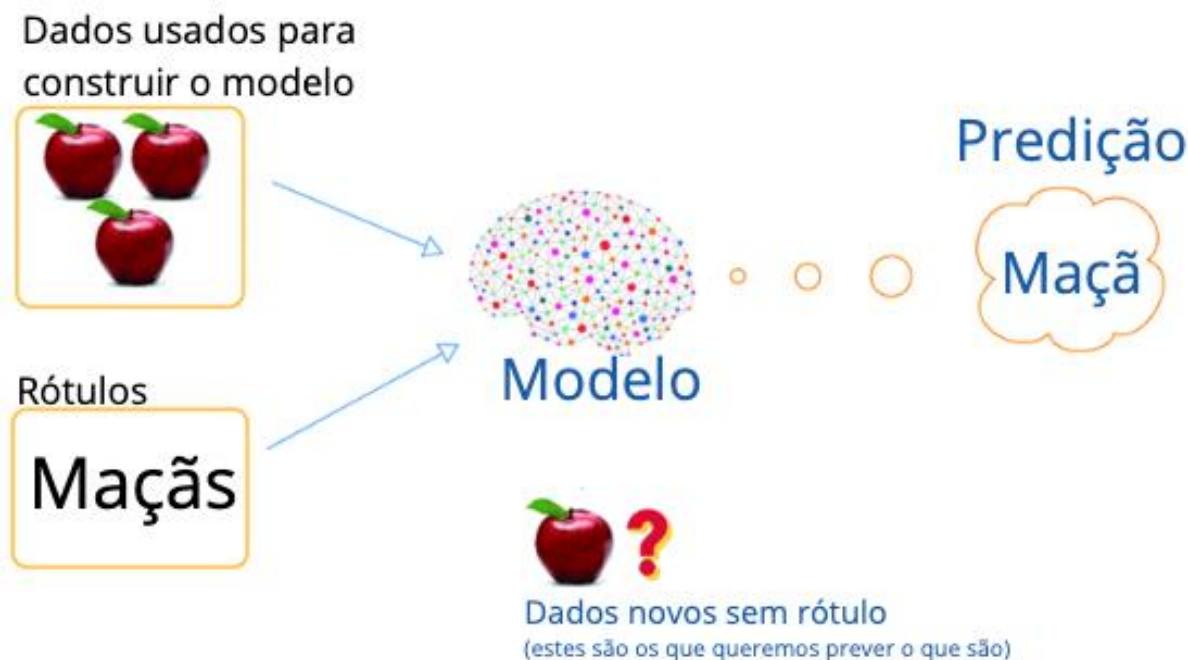 Dados usados para
construir o modelo
Predição
Maçã
Modelo
Rótulos
Maçãs
?
Dados novos sem rótulo
(estes são os que queremos prever o que são)